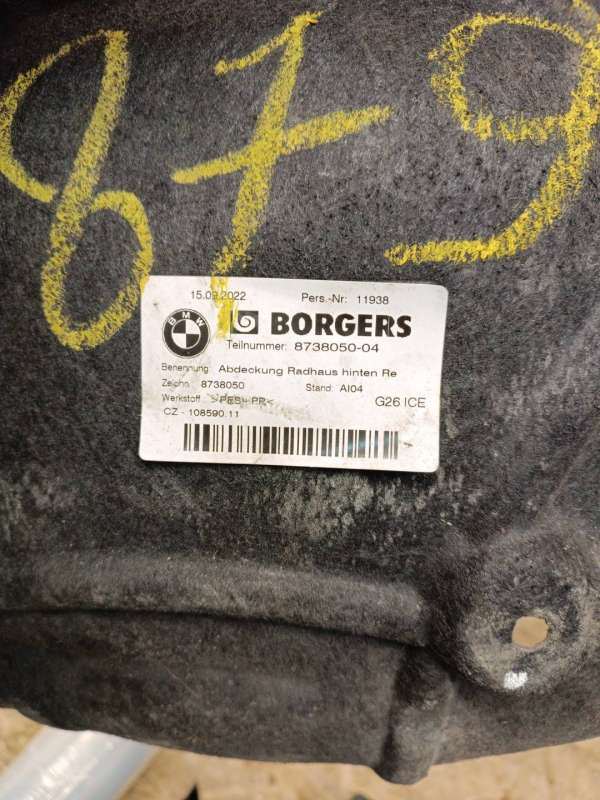 879
15.09.2022 Pers.-Nr: 11938
BMW BORGERS
Teilnummer: 8738050-04
Benennung: Abdeckung Radhaus hinten Re
Zeichn.: 8738050 Stand: AI04
Werkstoff: >PES+PP< G26 ICE
CZ - 108590.11